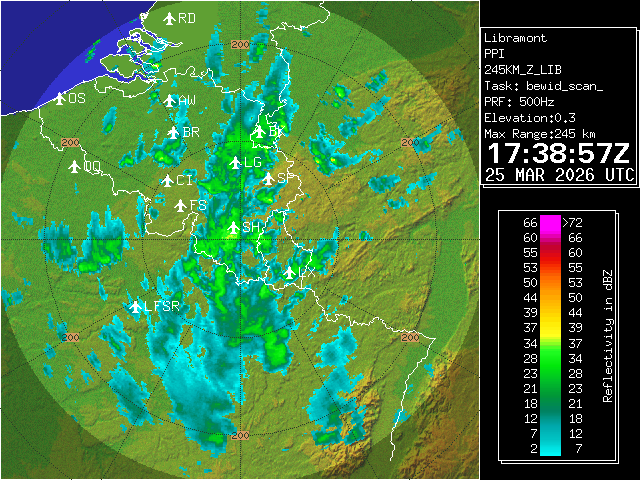 RD
200
OS
AW
BR
BK
200
200
LG
OO
CI
SP
FS
SH
LX
LFSR
200
200
200
Libramont
PPI
245KM_Z_LIB
Task: bewid_scan_
PRF: 500Hz
Elevation:0.3
Max Range:245 km
17:38:57Z
25 MAR 2026 UTC
66 >72
60 66
55 60
53 55
50 53
44 50
39 44
37 39
34 37
28 34
23 28
21 23
18 21
12 18
7 12
2 7
Reflectivity in dBZ